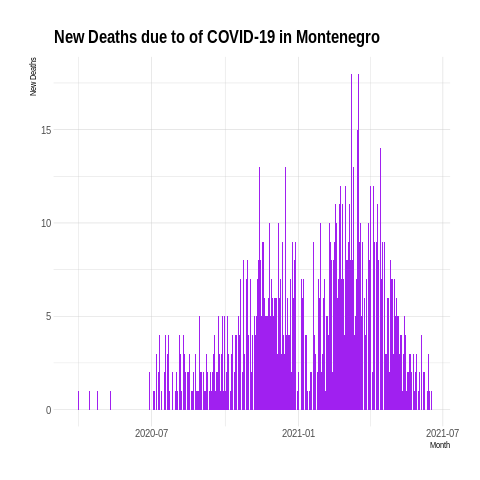 New Deaths due to of COVID-19 in Montenegro
New Deaths
15
10
5
0
2020-07
2021-01
2021-07
Month